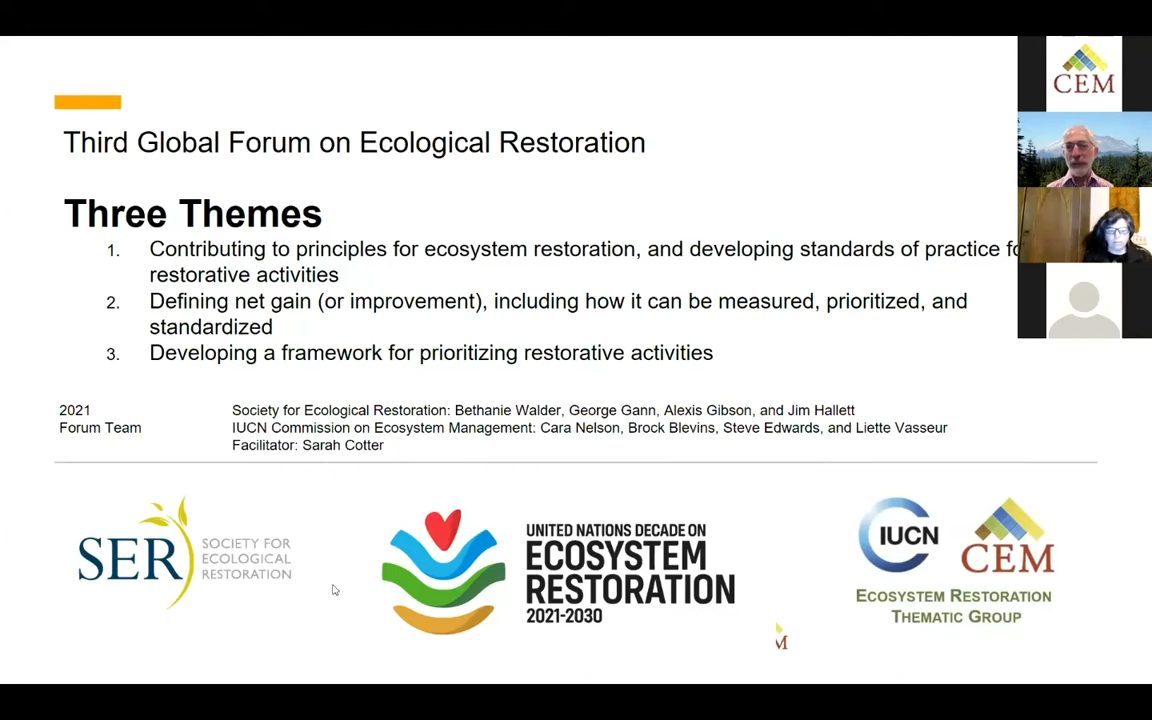 Third Global Forum on Ecological Restoration
Three Themes
1. Contributing to principles for ecosystem restoration, and developing standards of practice
restorative activities
2. Defining net gain (or improvement), including how it can be measured, prioritized, and
standardized
3. Developing a framework for prioritizing restorative activities
2021
Forum Team
Society for Ecological Restoration: Bethanie Walder, George Gann, Alexis Gibson, and Jim Hallett
IUCN Commission on Ecosystem Management: Cara Nelson, Brock Blevins, Steve Edwards, and Liette Vasseur
Facilitator: Sarah Cotter
SER
SOCIETY FOR
ECOLOGICAL
RESTORATION
UNITED NATIONS DECADE ON
ECOSYSTEM
RESTORATION
2021-2030
IUCN
CEM
ECOSYSTEM RESTORATION
THEMATIC GROUP
CEM